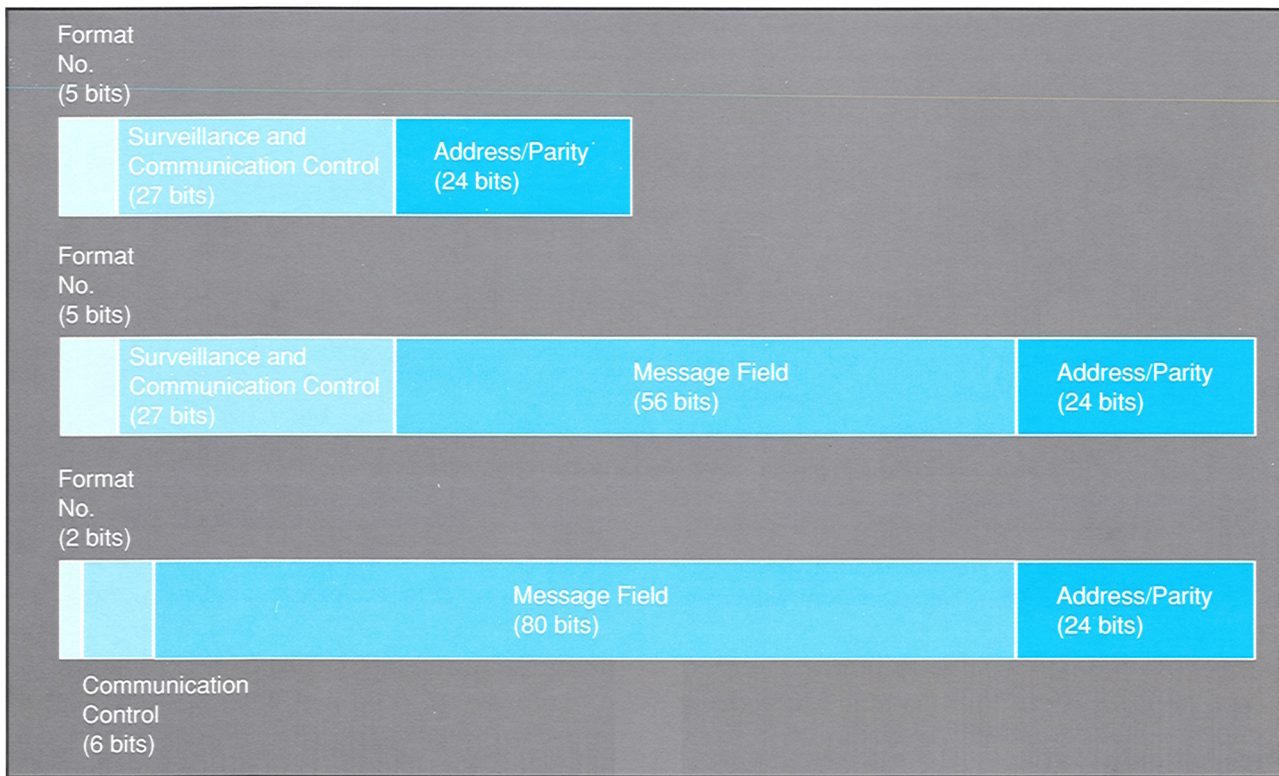 Format
No.
(5 bits)
Surveillance and
Communication Control
(27 bits)
Address/Parity
(24 bits)
Format
No.
(5 bits)
Surveillance and
Communication Control
(27 bits)
Message Field
(56 bits)
Address/Parity
(24 bits)
Format
No.
(2 bits)
Message Field
(80 bits)
Address/Parity
(24 bits)
Communication
Control
(6 bits)